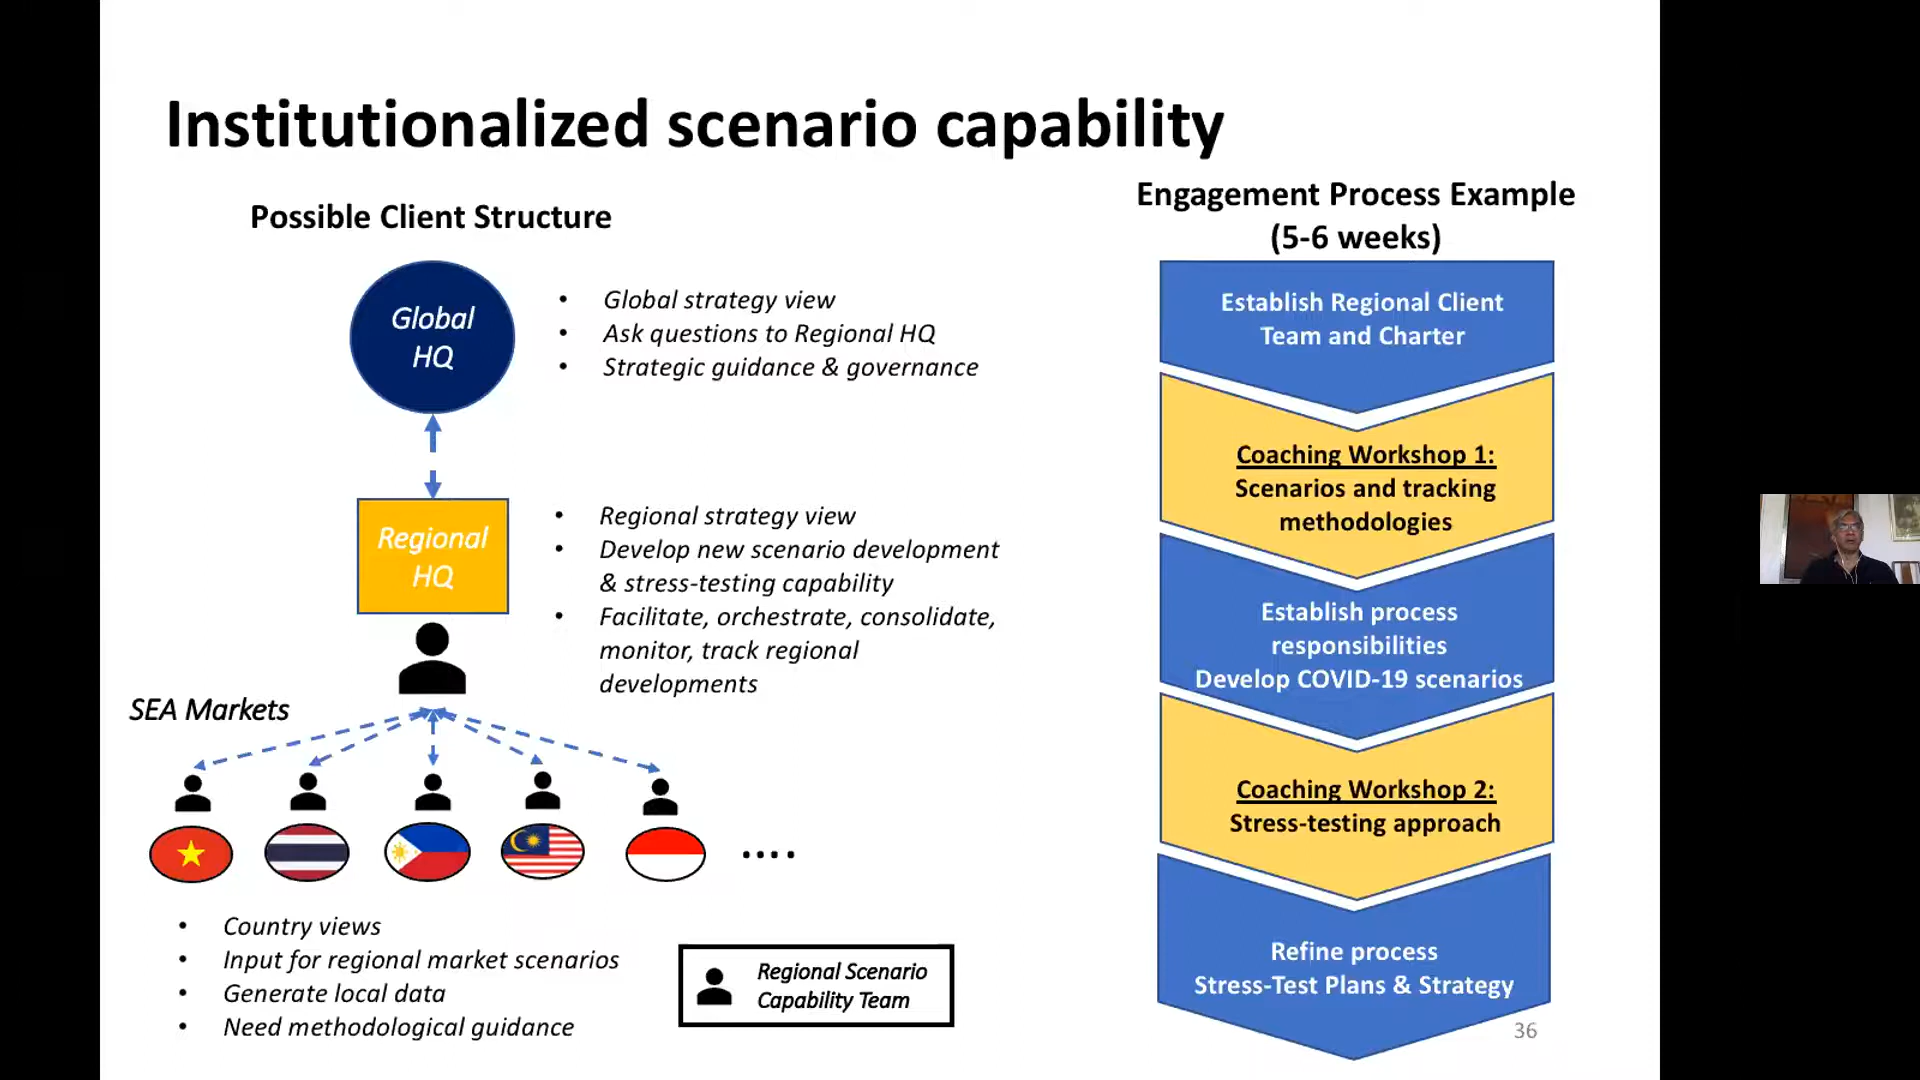 Institutionalized scenario capability
Possible Client Structure
Global
HQ
• Global strategy view
• Ask questions to Regional HQ
• Strategic guidance & governance
Regional
HQ
• Regional strategy view
• Develop new scenario development
& stress-testing capability
• Facilitate, orchestrate, consolidate,
monitor, track regional
developments
SEA Markets
....
• Country views
• Input for regional market scenarios
• Generate local data
• Need methodological guidance
Regional Scenario
Capability Team
Engagement Process Example
(5-6 weeks)
Establish Regional Client
Team and Charter
Coaching Workshop 1:
Scenarios and tracking
methodologies
Establish process
responsibilities
Develop COVID-19 scenarios
Coaching Workshop 2:
Stress-testing approach
Refine process
Stress-Test Plans & Strategy
36